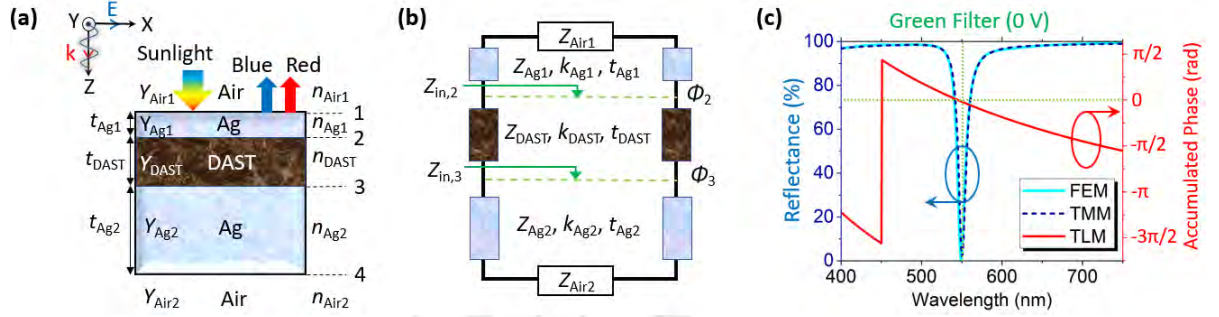 (a)
Y
E
X
k
Z
Sunlight
Blue
Red
Y_Air1
Air
n_Air1
1
t_Ag1
Y_Ag1
Ag
n_Ag1
2
t_DAST
Y_DAST
DAST
n_DAST
3
t_Ag2
Y_Ag2
Ag
n_Ag2
4
Y_Air2
Air
n_Air2
(b)
Z_Air1
Z_Ag1, k_Ag1, t_Ag1
Z_in,2
Φ_2
Z_DAST, k_DAST, t_DAST
Z_in,3
Φ_3
Z_Ag2, k_Ag2, t_Ag2
Z_Air2
(c)
Green Filter (0 V)
Reflectance (%)
100
80
60
40
20
0
400
500
600
700
Wavelength (nm)
π/2
0
-π/2
-π
-3π/2
Accumulated Phase (rad)
FEM
TMM
TLM